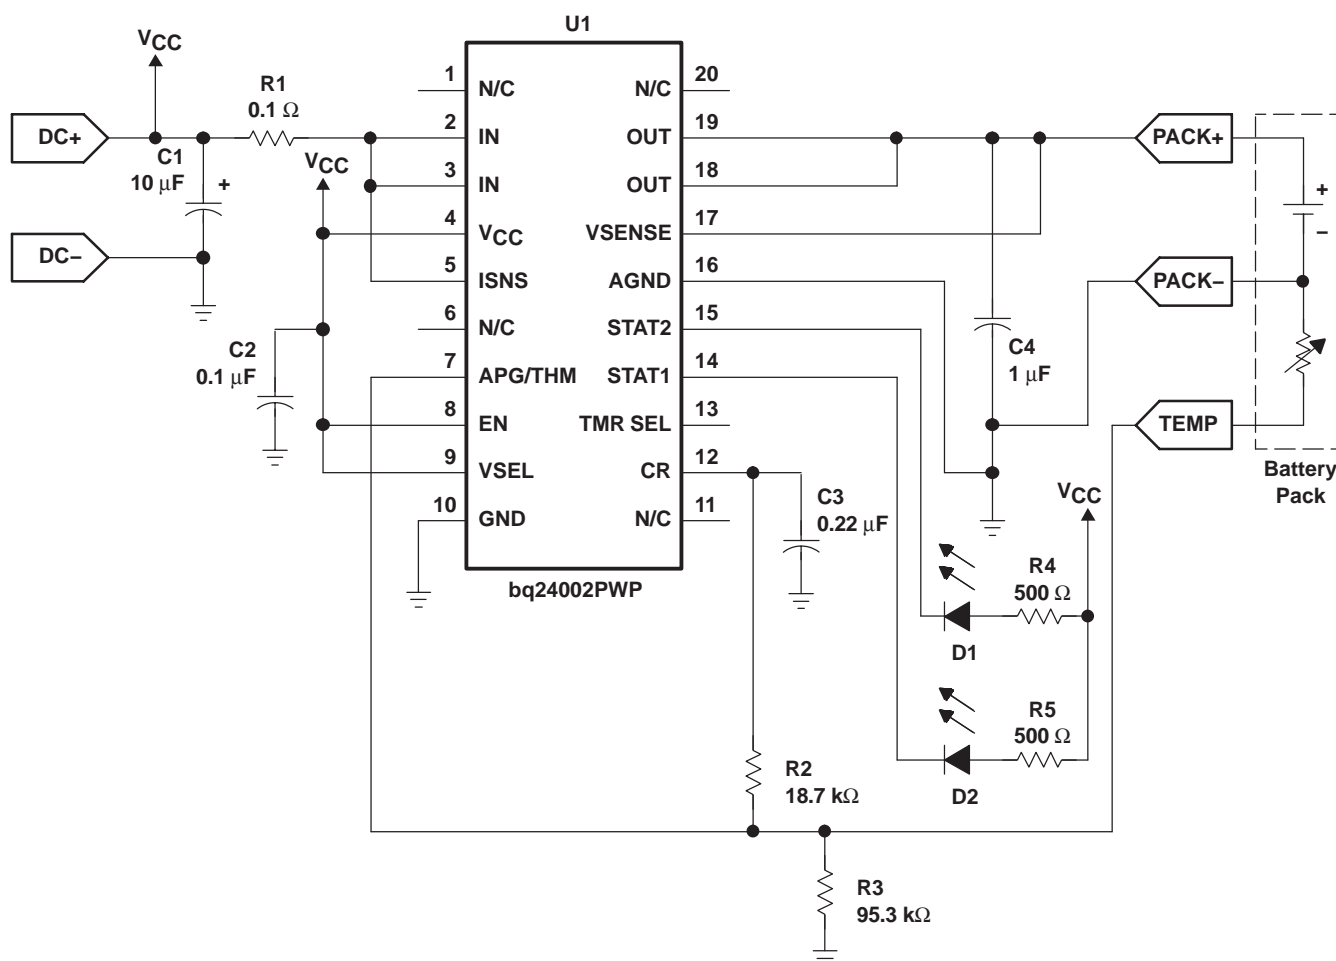 U1
VCC
DC+
C1
10 μF
+
DC–
R1
0.1 Ω
VCC
C2
0.1 μF
1 N/C
2 IN
3 IN
4 VCC
5 ISNS
6 N/C
7 APG/THM
8 EN
9 VSEL
10 GND
N/C 20
OUT 19
OUT 18
VSENSE 17
AGND 16
STAT2 15
STAT1 14
TMR SEL 13
CR 12
N/C 11
bq24002PWP
C3
0.22 μF
C4
1 μF
PACK+
PACK–
TEMP
+
–
Battery
Pack
VCC
R4
500 Ω
D1
R5
500 Ω
D2
R2
18.7 kΩ
R3
95.3 kΩ